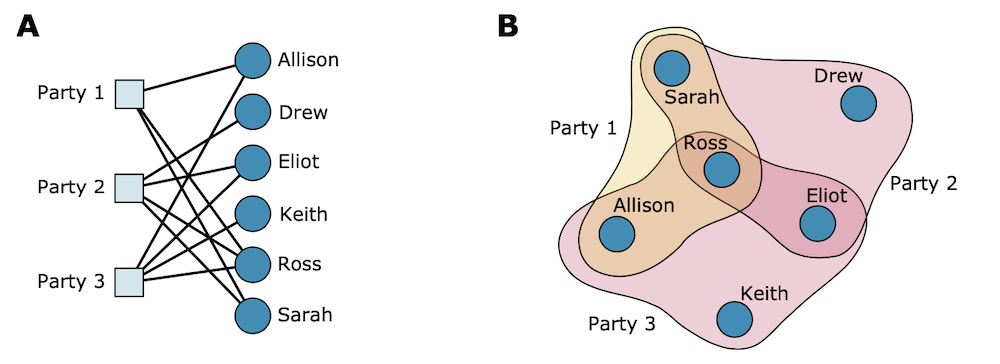 A
Party 1
Party 2
Party 3
Allison
Drew
Eliot
Keith
Ross
Sarah
B
Drew
Sarah
Party 1
Ross
Party 2
Eliot
Allison
Keith
Party 3